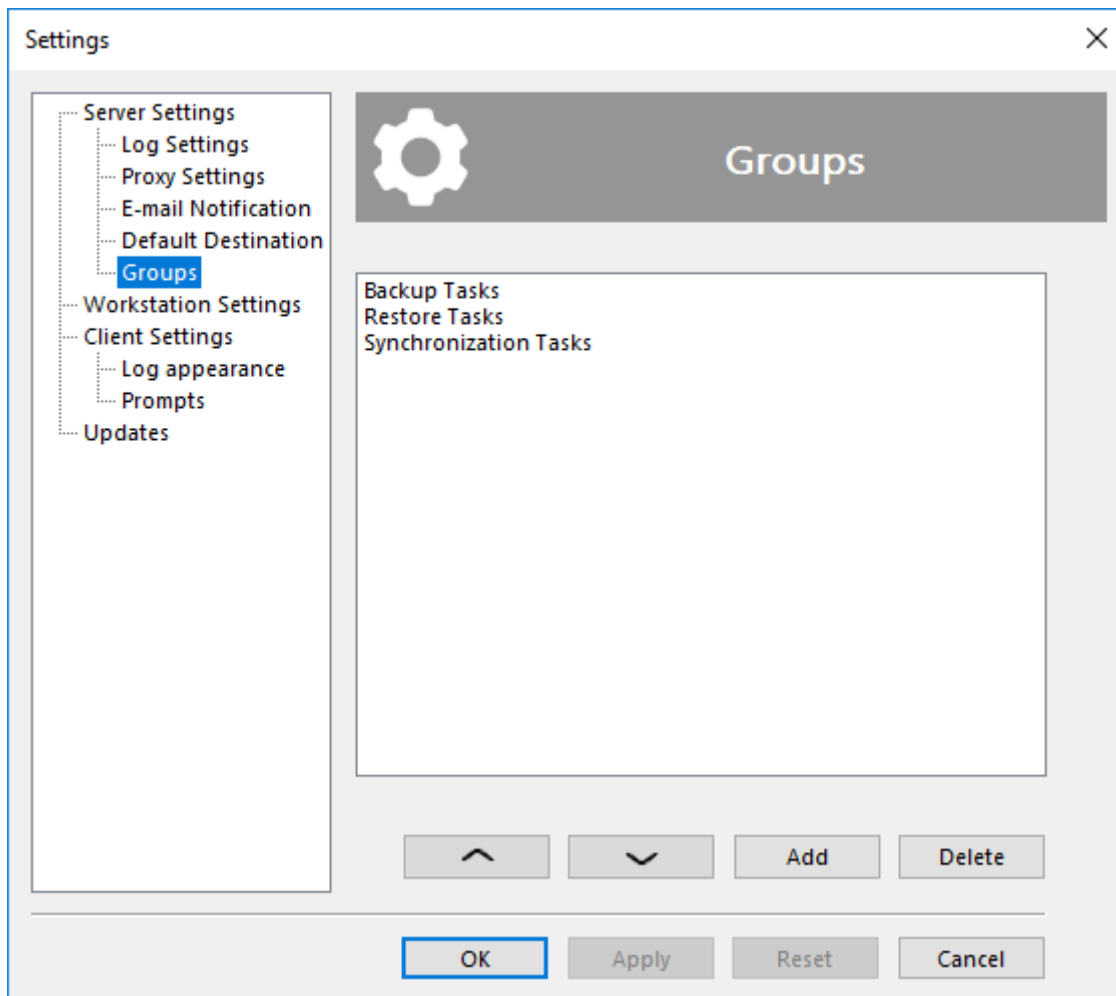 Settings
Server Settings
Log Settings
Proxy Settings
E-mail Notification
Default Destination
Groups
Workstation Settings
Client Settings
Log appearance
Prompts
Updates
Groups
Backup Tasks
Restore Tasks
Synchronization Tasks
Add Delete
OK Apply Reset Cancel